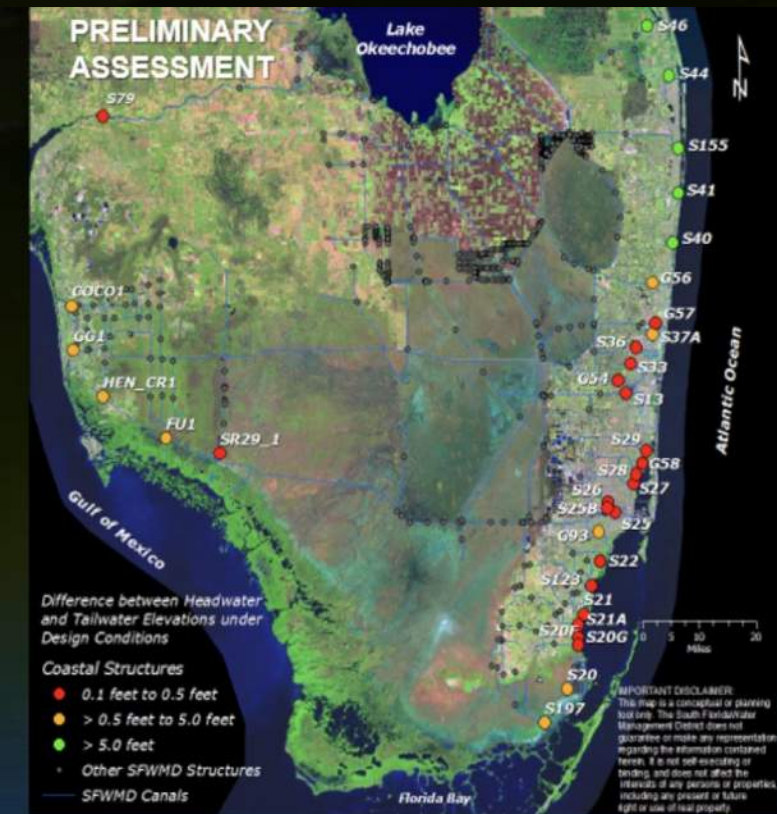 PRELIMINARY
ASSESSMENT
Lake
Okeechobee
S46
N
S44
S79
S155
S41
S40
G56
COCO1
G57
S37A
S36
GG1
S33
G54
HEN_CR1
S13
Atlantic Ocean
FU1
SR29_1
S29
G58
S28
S27
S26
S25B
S25
Gulf of Mexico
G93
S22
S123
S21
S21A
S20F
S20G
0 5 10 20
Miles
S20
S197
Difference between Headwater
and Tailwater Elevations under
Design Conditions
Coastal Structures
0.1 feet to 0.5 feet
> 0.5 feet to 5.0 feet
> 5.0 feet
Other SFWMD Structures
SFWMD Canals
Florida Bay
IMPORTANT DISCLAIMER:
This map is a conceptual or planning
tool only. The South Florida Water
Management District does not
guarantee or make any representation
regarding the information contained
herein. It is not self-executing or
binding, and does not affect the
interests of any persons or properties,
including any present or future
right or use of real property.